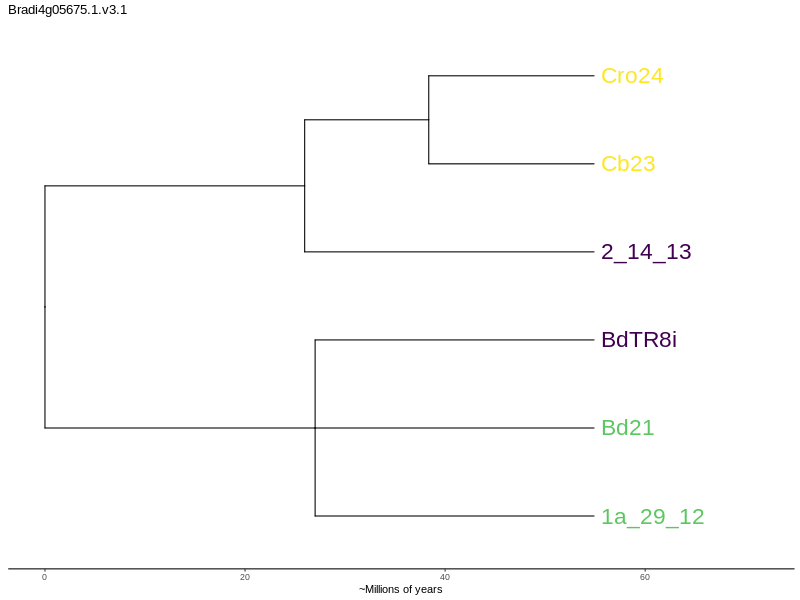 Bradi4g05675.1.v3.1
Cro24
Cb23
2_14_13
BdTR8i
Bd21
1a_29_12
0 20 40 60
~Millions of years